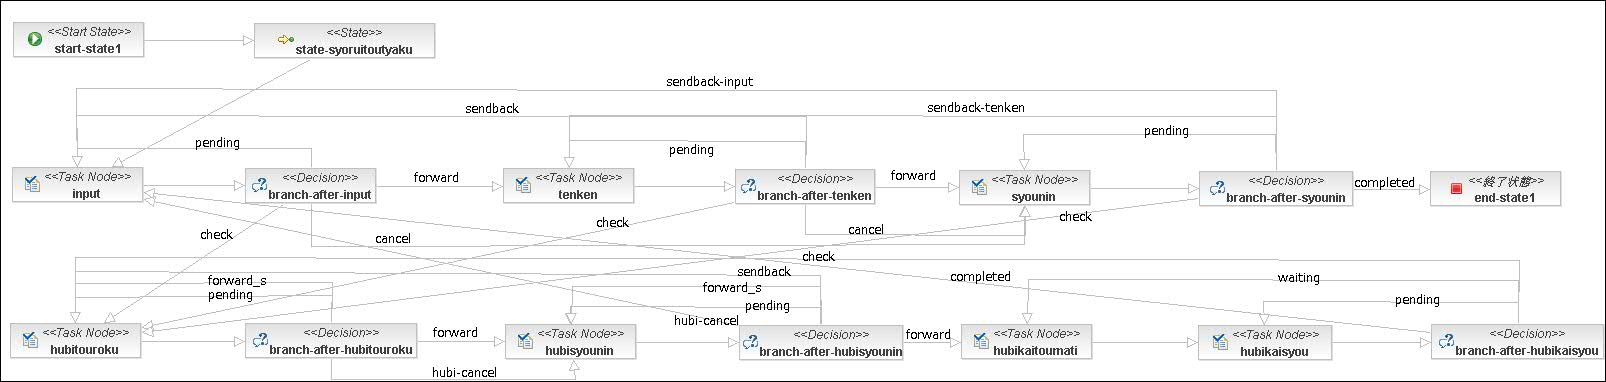 <<Start State>>
start-state1
<<State>>
state-syoruitoutyaku
sendback-input
sendback
sendback-tenken
pending
pending
pending
<<Task Node>>
input
<<Decision>>
branch-after-input
forward
<<Task Node>>
tenken
<<Decision>>
branch-after-tenken
forward
<<Task Node>>
syounin
<<Decision>>
branch-after-syounin
completed
<<終了状態>>
end-state1
check
cancel
check
cancel
check
check
forward_s
pending
sendback
forward_s
pending
hubi-cancel
completed
waiting
pending
<<Task Node>>
hubitouroku
<<Decision>>
branch-after-hubitouroku
forward
<<Task Node>>
hubisyounin
<<Decision>>
branch-after-hubisyounin
forward
<<Task Node>>
hubikaitoumati
<<Task Node>>
hubikaisyou
<<Decision>>
branch-after-hubikaisyou
hubi-cancel